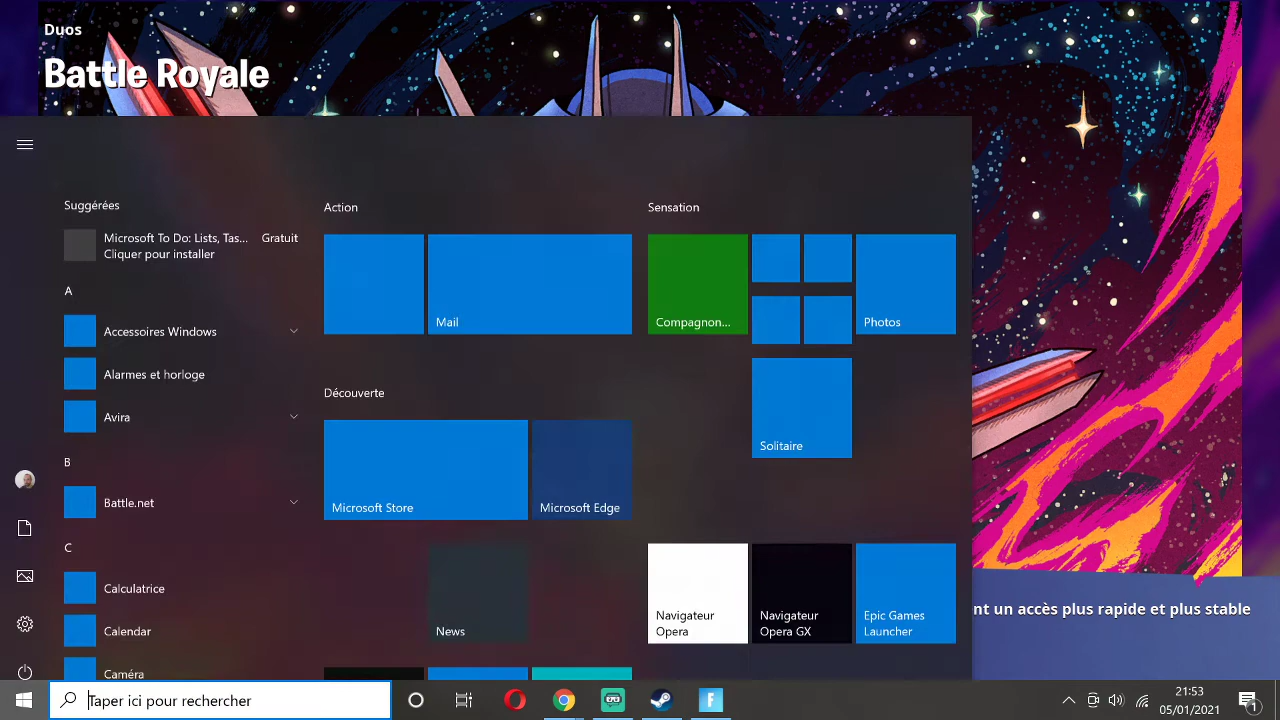 Duos
Battle Royale
Suggérées
Microsoft To Do: Lists, Tas... Gratuit
Cliquer pour installer
A
Accessoires Windows
Alarmes et horloge
Avira
B
Battle.net
C
Calculatrice
Calendar
Caméra
Action
Mail
Découverte
Microsoft Store
Microsoft Edge
News
Sensation
Compagnon...
Photos
Solitaire
Navigateur
Opera
Navigateur
Opera GX
Epic Games
Launcher
nt un accès plus rapide et plus stable
Taper ici pour rechercher
21:53
05/01/2021
1